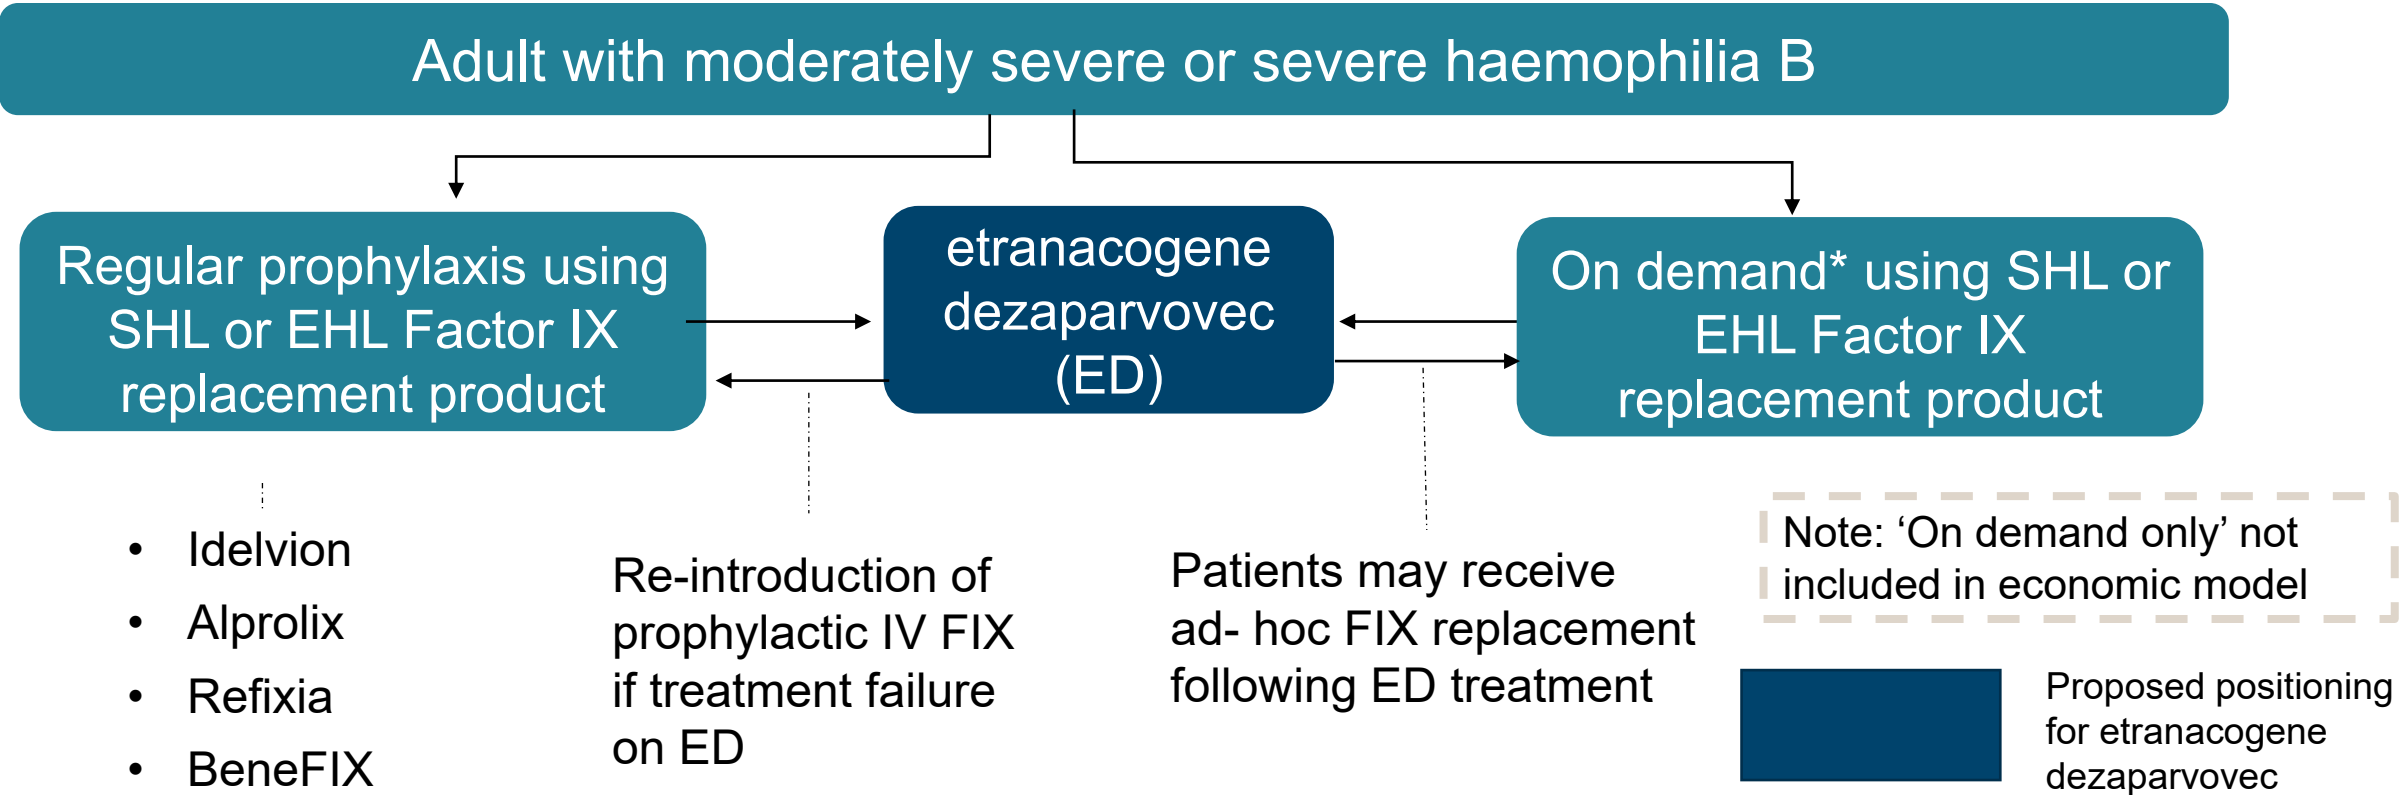 Adult with moderately severe or severe haemophilia B
Regular prophylaxis using
SHL or EHL Factor IX
replacement product
etranacogene
dezaparvovec
(ED)
On demand* using SHL or
EHL Factor IX
replacement product
• Idelvion
• Alprolix
• Refixia
• BeneFIX
Re-introduction of
prophylactic IV FIX
if treatment failure
on ED
Patients may receive
ad- hoc FIX replacement
following ED treatment
Note: ‘On demand only’ not
included in economic model
Proposed positioning
for etranacogene
dezaparvovec